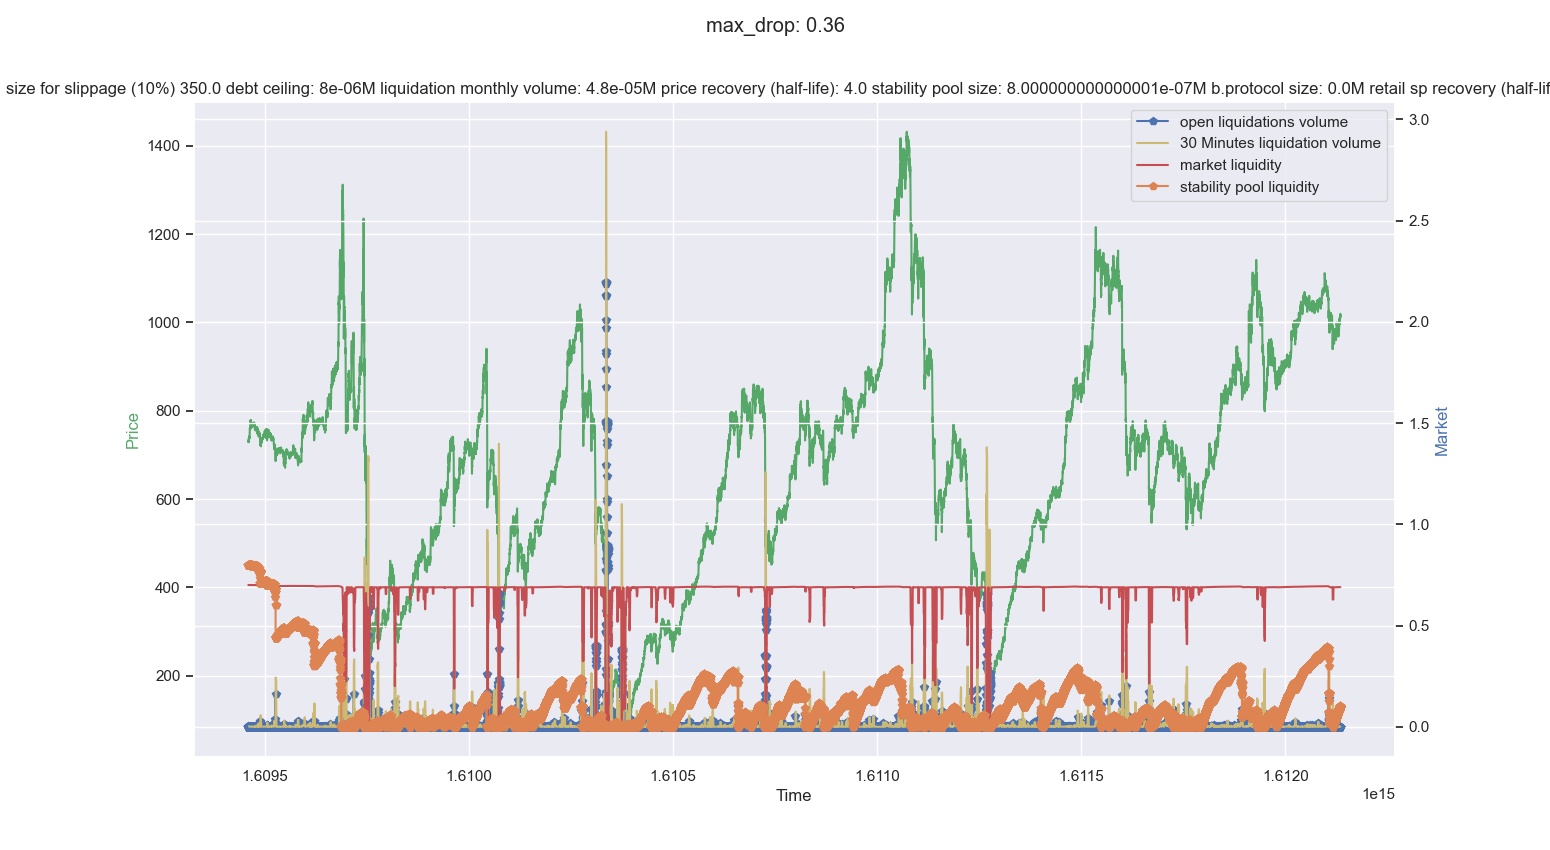 max_drop: 0.36
size for slippage (10%) 350.0 debt ceiling: 8e-06M liquidation monthly volume: 4.8e-05M price recovery (half-life): 4.0 stability pool size: 8.000000000000001e-07M b.protocol size: 0.0M retail sp recovery (half-lif
open liquidations volume
30 Minutes liquidation volume
market liquidity
stability pool liquidity
1400
1200
1000
800
600
400
200
Price
3.0
2.5
2.0
1.5
1.0
0.5
0.0
Market
1.6095 1.6100 1.6105 1.6110 1.6115 1.6120
Time
1e15